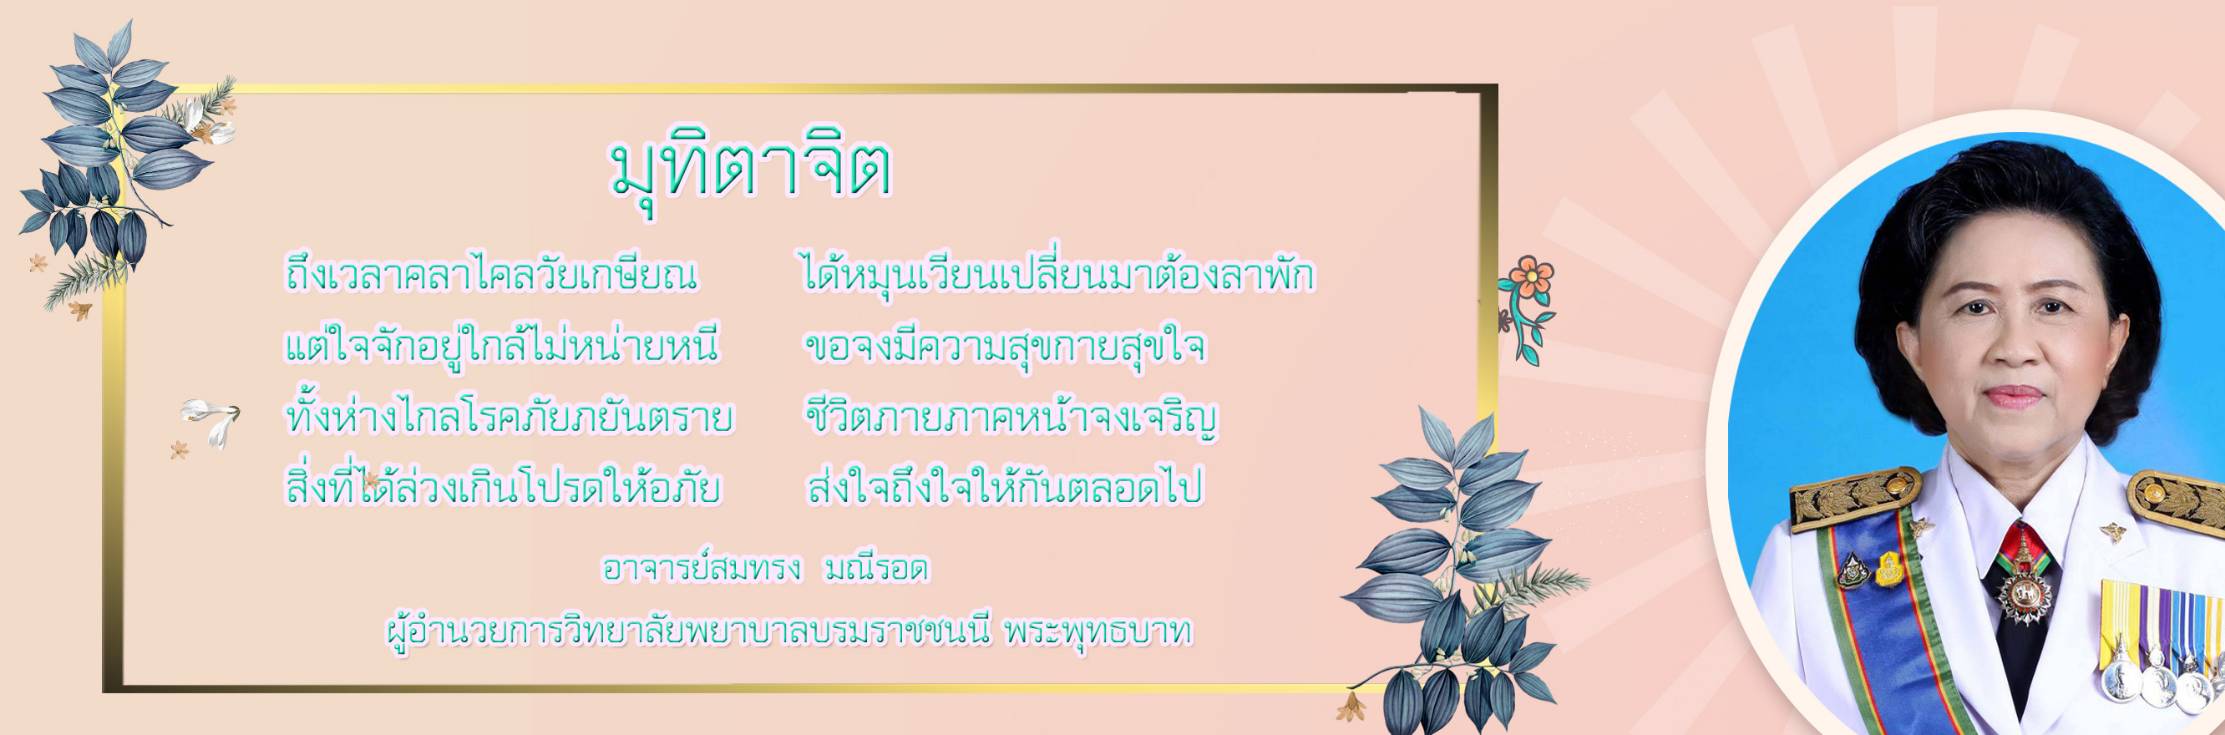 มุทิตาจิต
ถึงเวลาคลาไคลวัยเกษียณ ได้หมุนเวียนเปลี่ยนมาต้องลาพัก
แต่ใจจักอยู่ใกล้ไม่หน่ายหนี ขอจงมีความสุขกายสุขใจ
ทั้งห่างไกลโรคภัยภยันตราย ชีวิตภายภาคหน้าจงเจริญ
สิ่งที่ได้ล่วงเกินโปรดให้อภัย ส่งใจถึงใจให้กันตลอดไป
อาจารย์สมทรง มณีรอด
ผู้อำนวยการวิทยาลัยพยาบาลบรมราชชนนี พระพุทธบาท